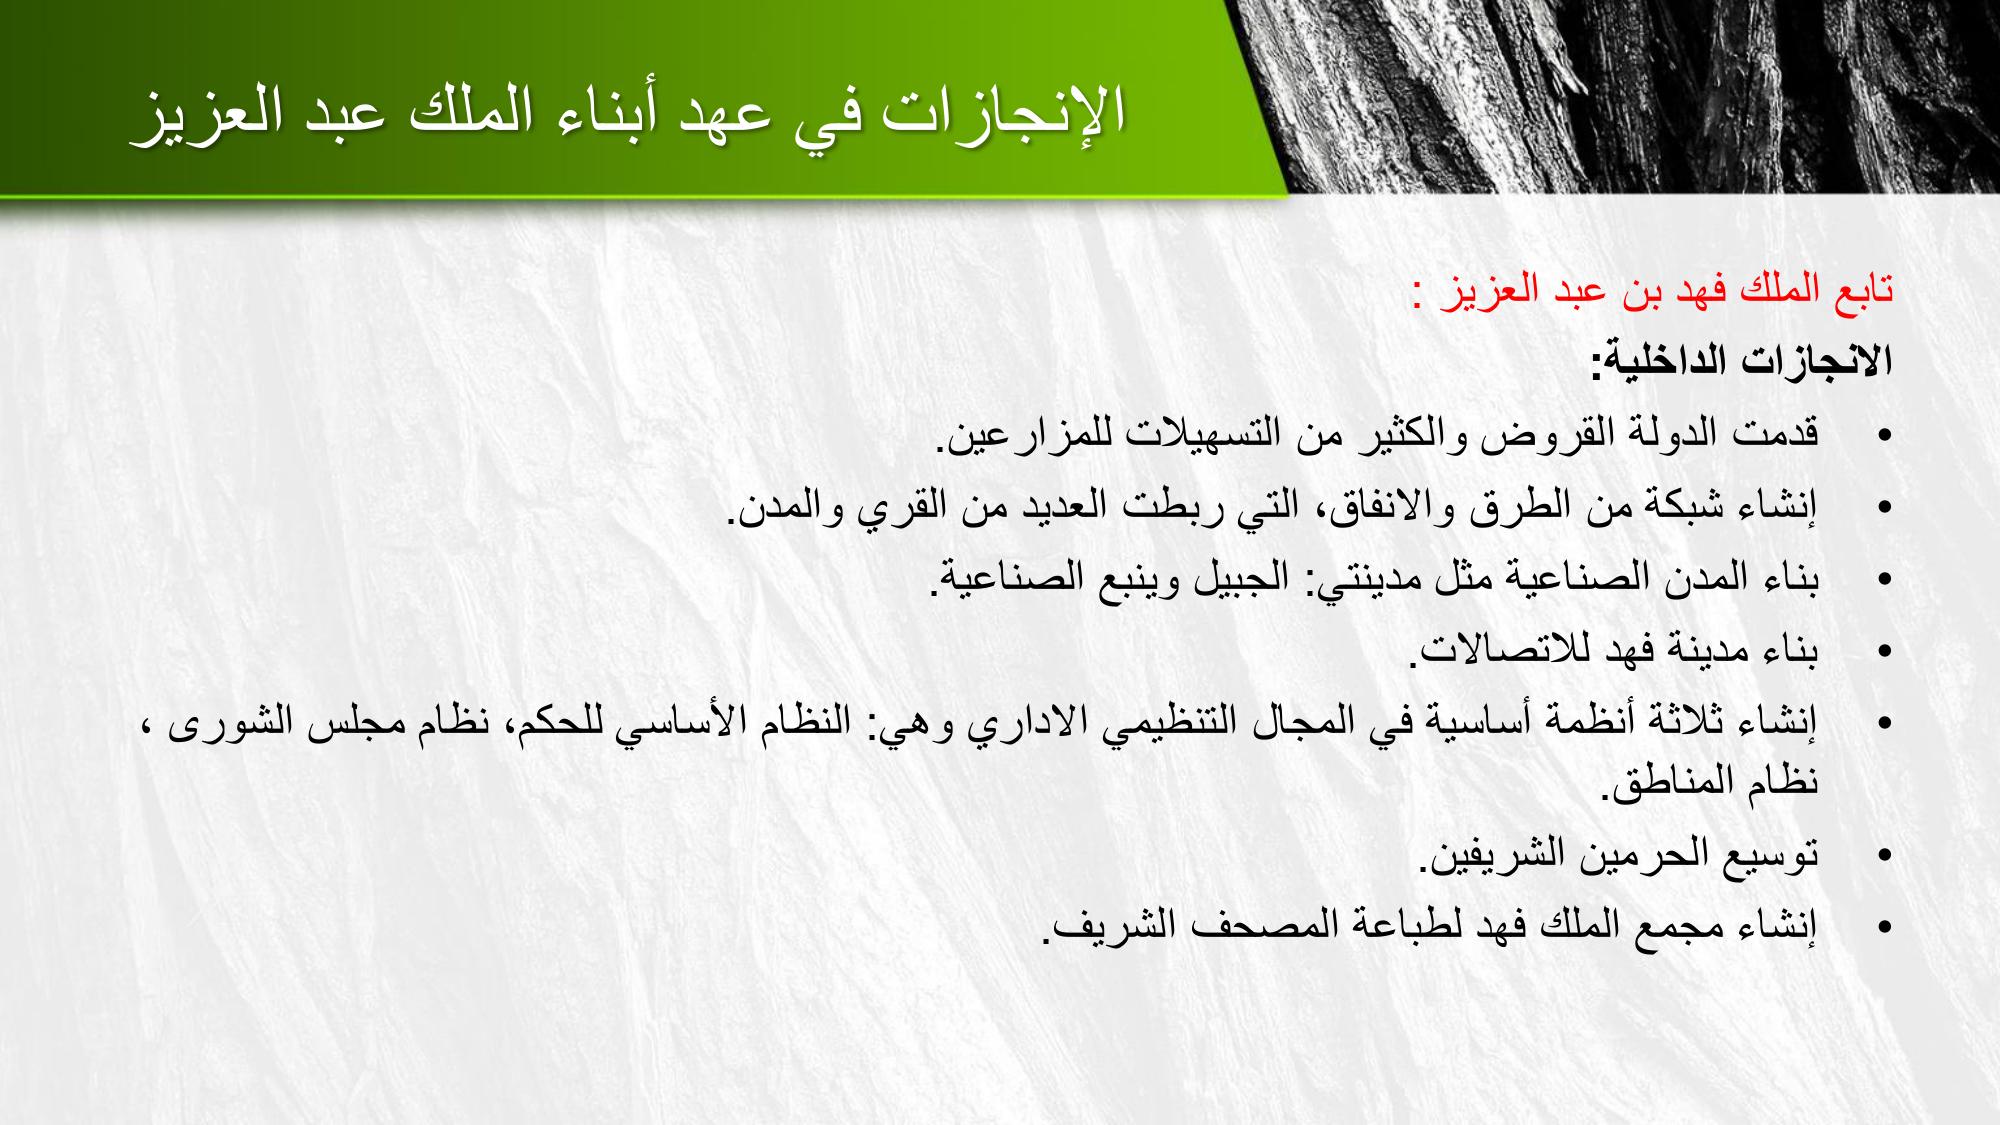 الإنجازات في عهد أبناء الملك عبد العزيز
تابع الملك فهد بن عبد العزيز :
الانجازات الداخلية:
• قدمت الدولة القروض والكثير من التسهيلات للمزارعين.
• إنشاء شبكة من الطرق والانفاق، التي ربطت العديد من القري والمدن.
• بناء المدن الصناعية مثل مدينتي: الجبيل وينبع الصناعية.
• بناء مدينة فهد للاتصالات.
• إنشاء ثلاثة أنظمة أساسية في المجال التنظيمي الاداري وهي: النظام الأساسي للحكم، نظام مجلس الشورى ،
نظام المناطق.
• توسيع الحرمين الشريفين.
• إنشاء مجمع الملك فهد لطباعة المصحف الشريف.